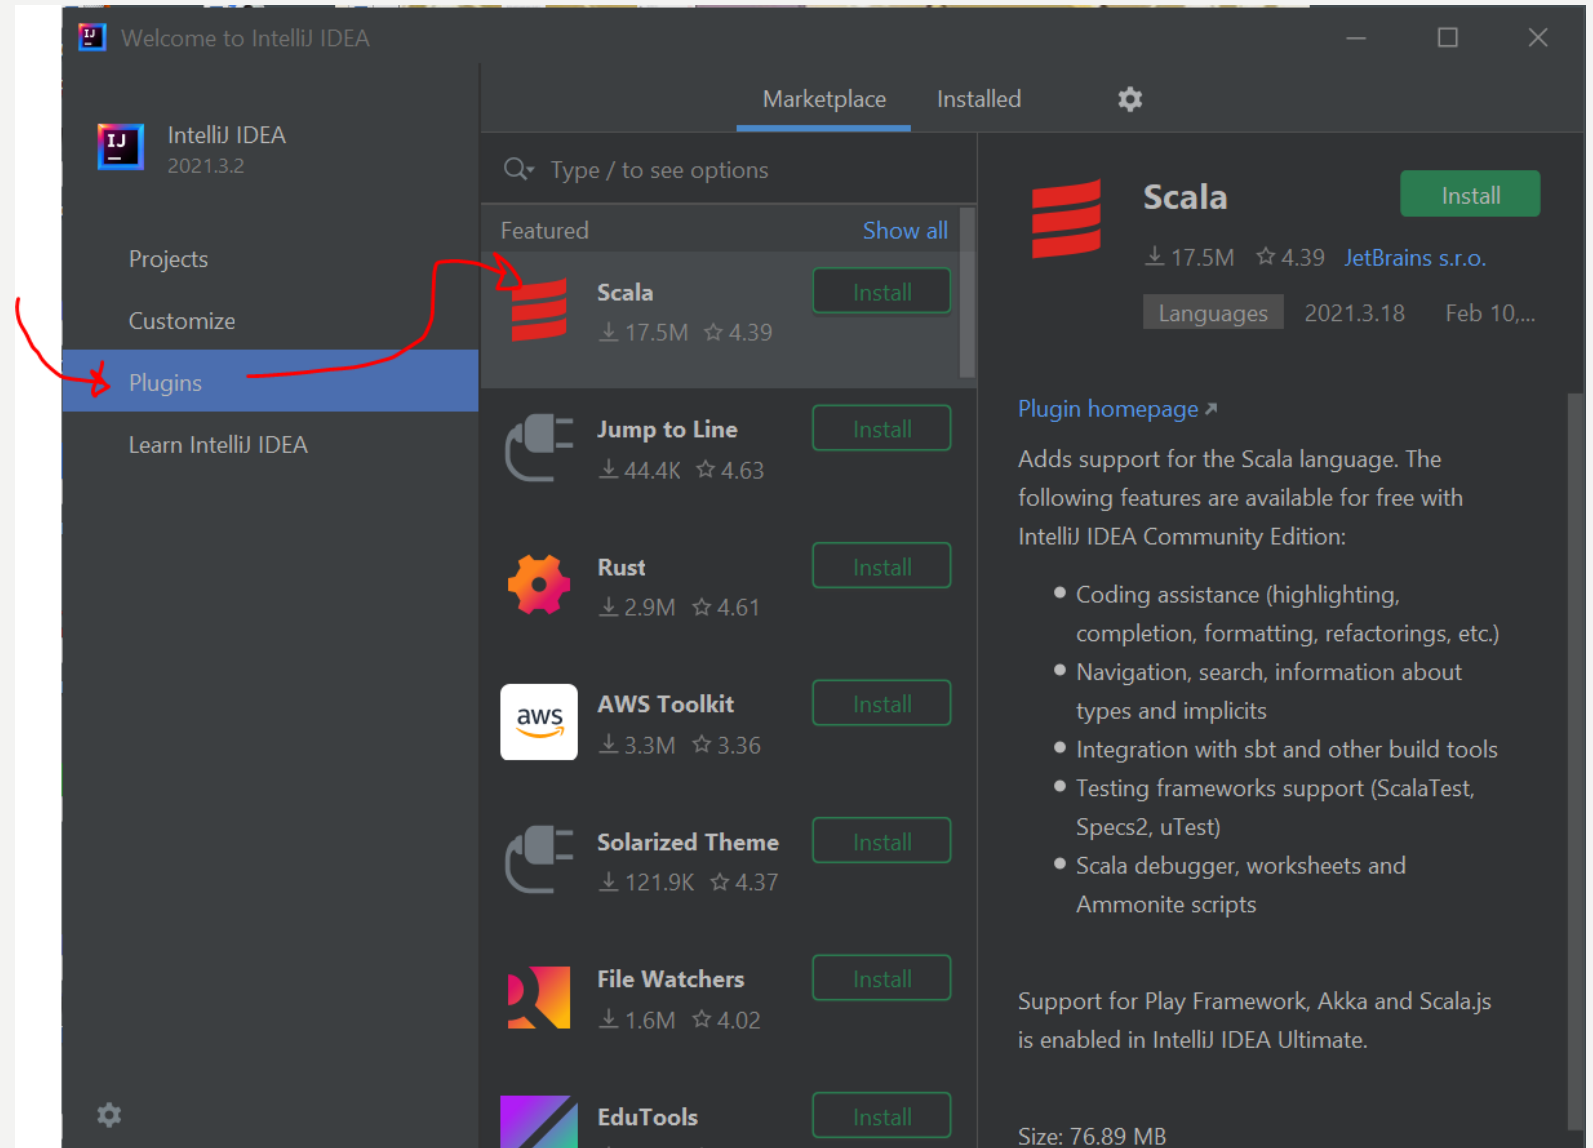 Welcome to IntelliJ IDEA
IntelliJ IDEA
2021.3.2
Projects
Customize
Plugins
Learn IntelliJ IDEA
Marketplace Installed
Type / to see options
Featured Show all
Scala Install
17.5M 4.39
Jump to Line Install
44.4K 4.63
Rust Install
2.9M 4.61
aws AWS Toolkit Install
3.3M 3.36
Solarized Theme Install
121.9K 4.37
File Watchers Install
1.6M 4.02
EduTools Install
Scala Install
17.5M 4.39 JetBrains s.r.o.
Languages 2021.3.18 Feb 10,...
Plugin homepage
Adds support for the Scala language. The
following features are available for free with
IntelliJ IDEA Community Edition:
Coding assistance (highlighting,
completion, formatting, refactorings, etc.)
Navigation, search, information about
types and implicits
Integration with sbt and other build tools
Testing frameworks support (ScalaTest,
Specs2, uTest)
Scala debugger, worksheets and
Ammonite scripts
Support for Play Framework, Akka and Scala.js
is enabled in IntelliJ IDEA Ultimate.
Size: 76.89 MB